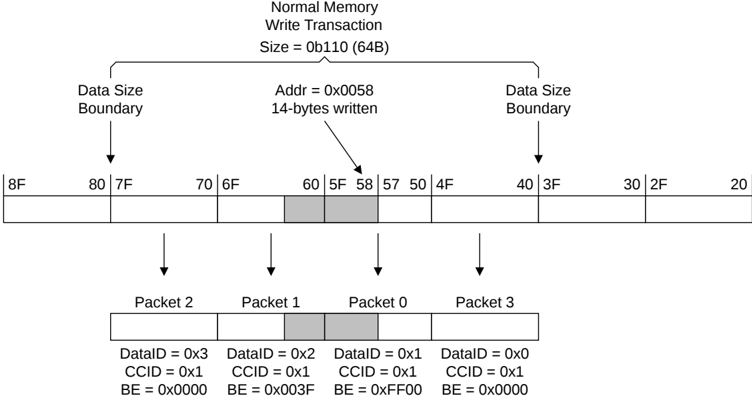 Normal Memory
Write Transaction
Size = 0b110 (64B)
Data Size
Boundary
Addr = 0x0058
14-bytes written
Data Size
Boundary
8F 80 7F 70 6F 60 5F 58 57 50 4F 40 3F 30 2F 20
Packet 2 Packet 1 Packet 0 Packet 3
DataID = 0x3 DataID = 0x2 DataID = 0x1 DataID = 0x0
CCID = 0x1 CCID = 0x1 CCID = 0x1 CCID = 0x1
BE = 0x0000 BE = 0x003F BE = 0xFF00 BE = 0x0000